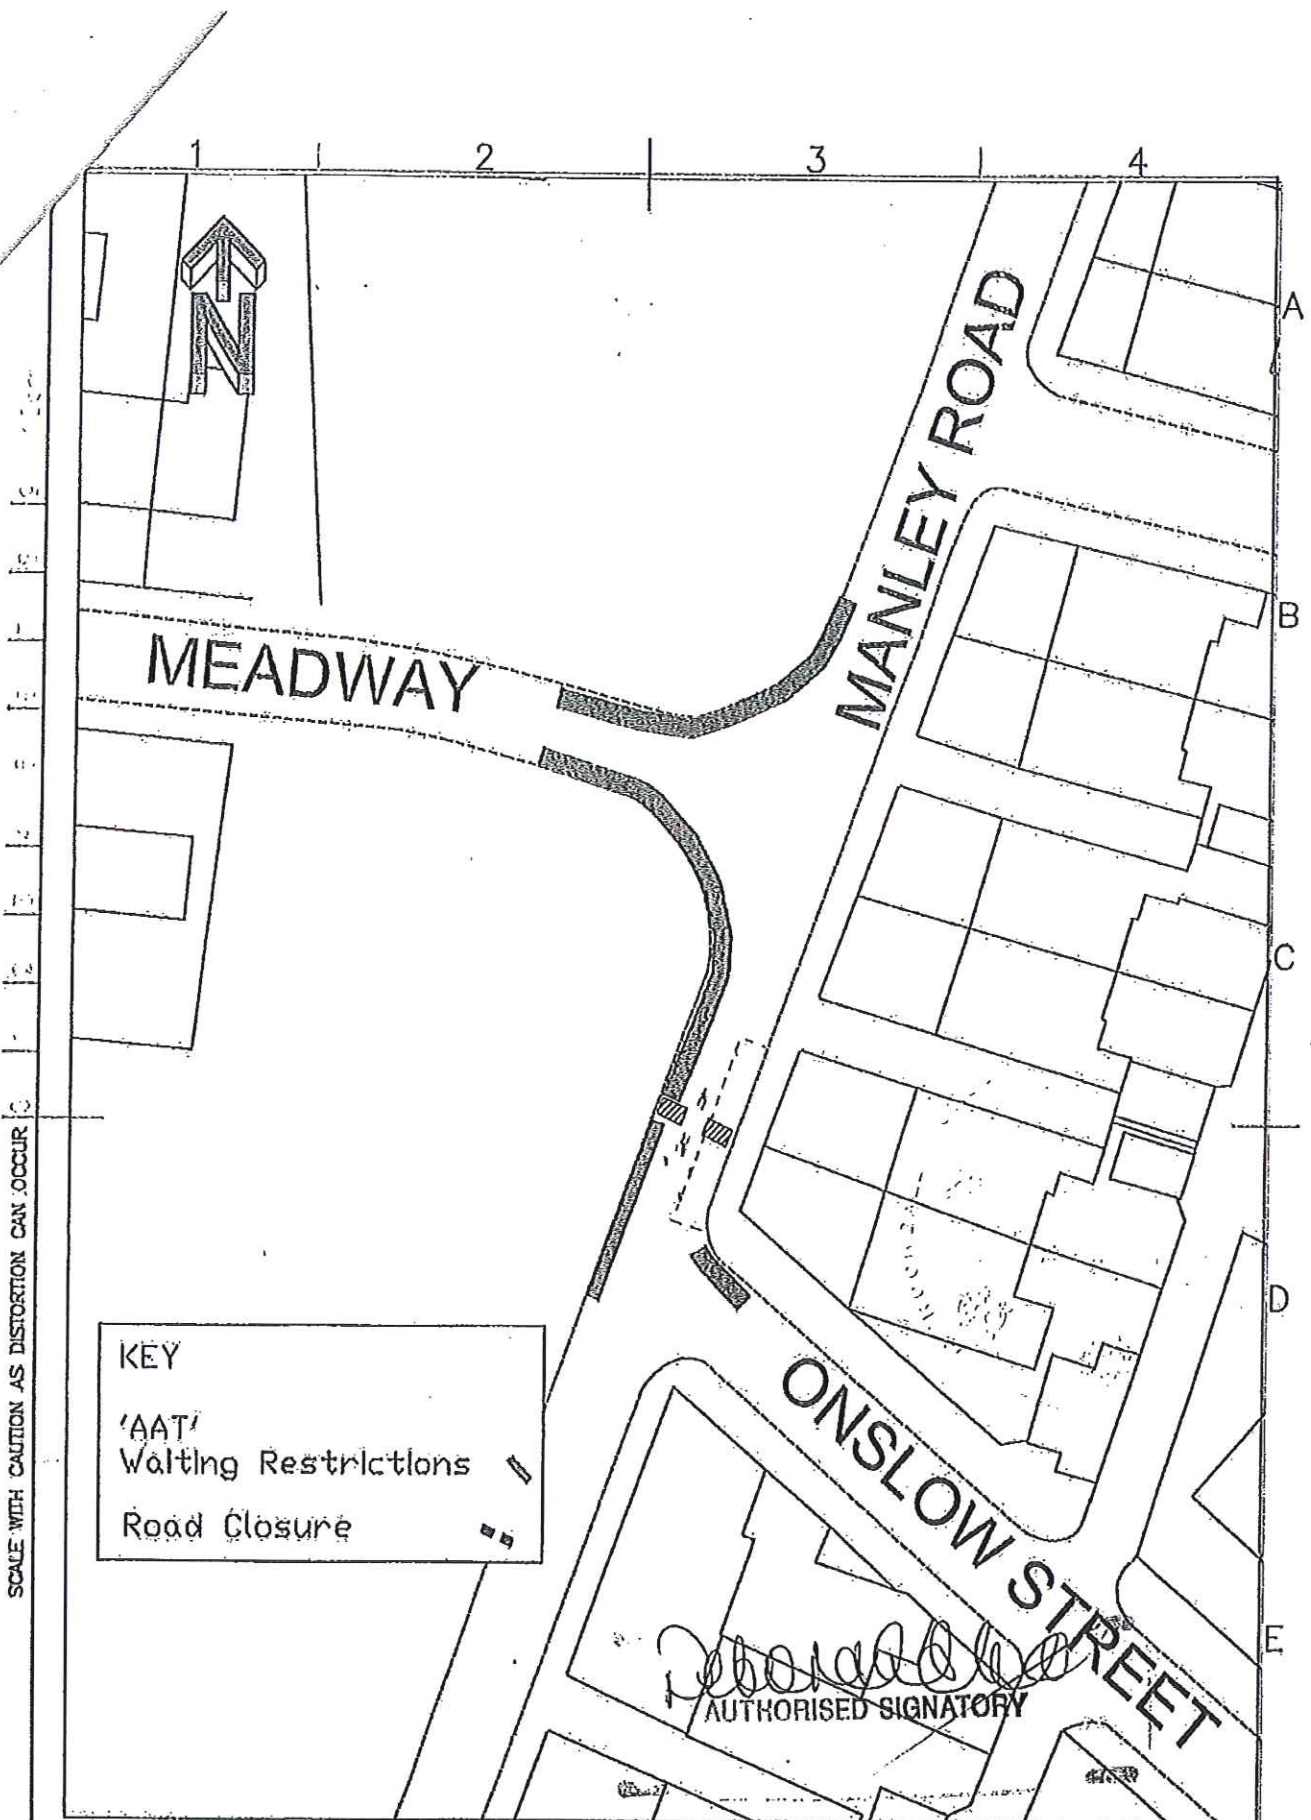 1 2 3 4
N
A
MANLEY ROAD
B
MEADWAY
C
D
KEY
'AAT'
Waiting Restrictions
Road Closure
ONSLOW STREET
E
AUTHORISED SIGNATORY
SCALE WITH CAUTION AS DISTORTION CAN OCCUR